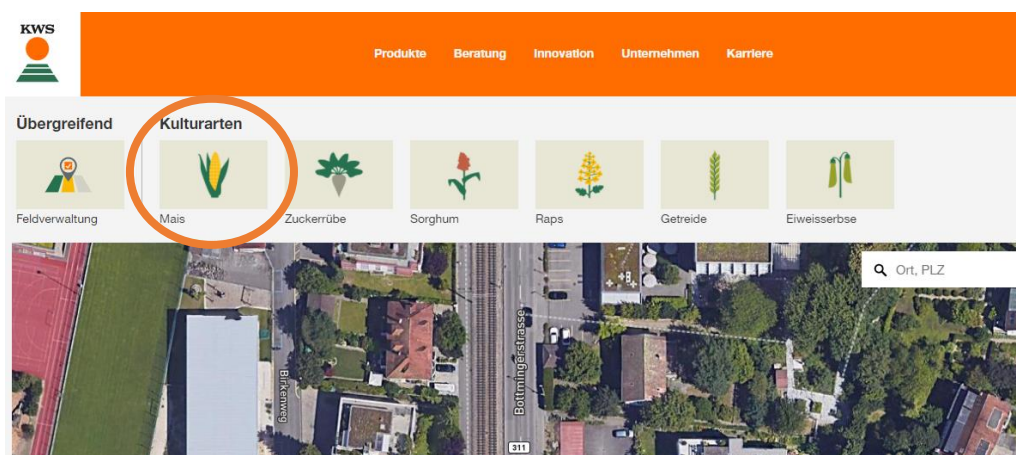 KWS
Produkte Beratung Innovation Unternehmen Karriere
Übergreifend Kulturarten
Feldverwaltung Mais Zuckerrübe Sorghum Raps Getreide Eiweisserbse
Ort, PLZ
Birkenweg
Bottmingerstrasse
311